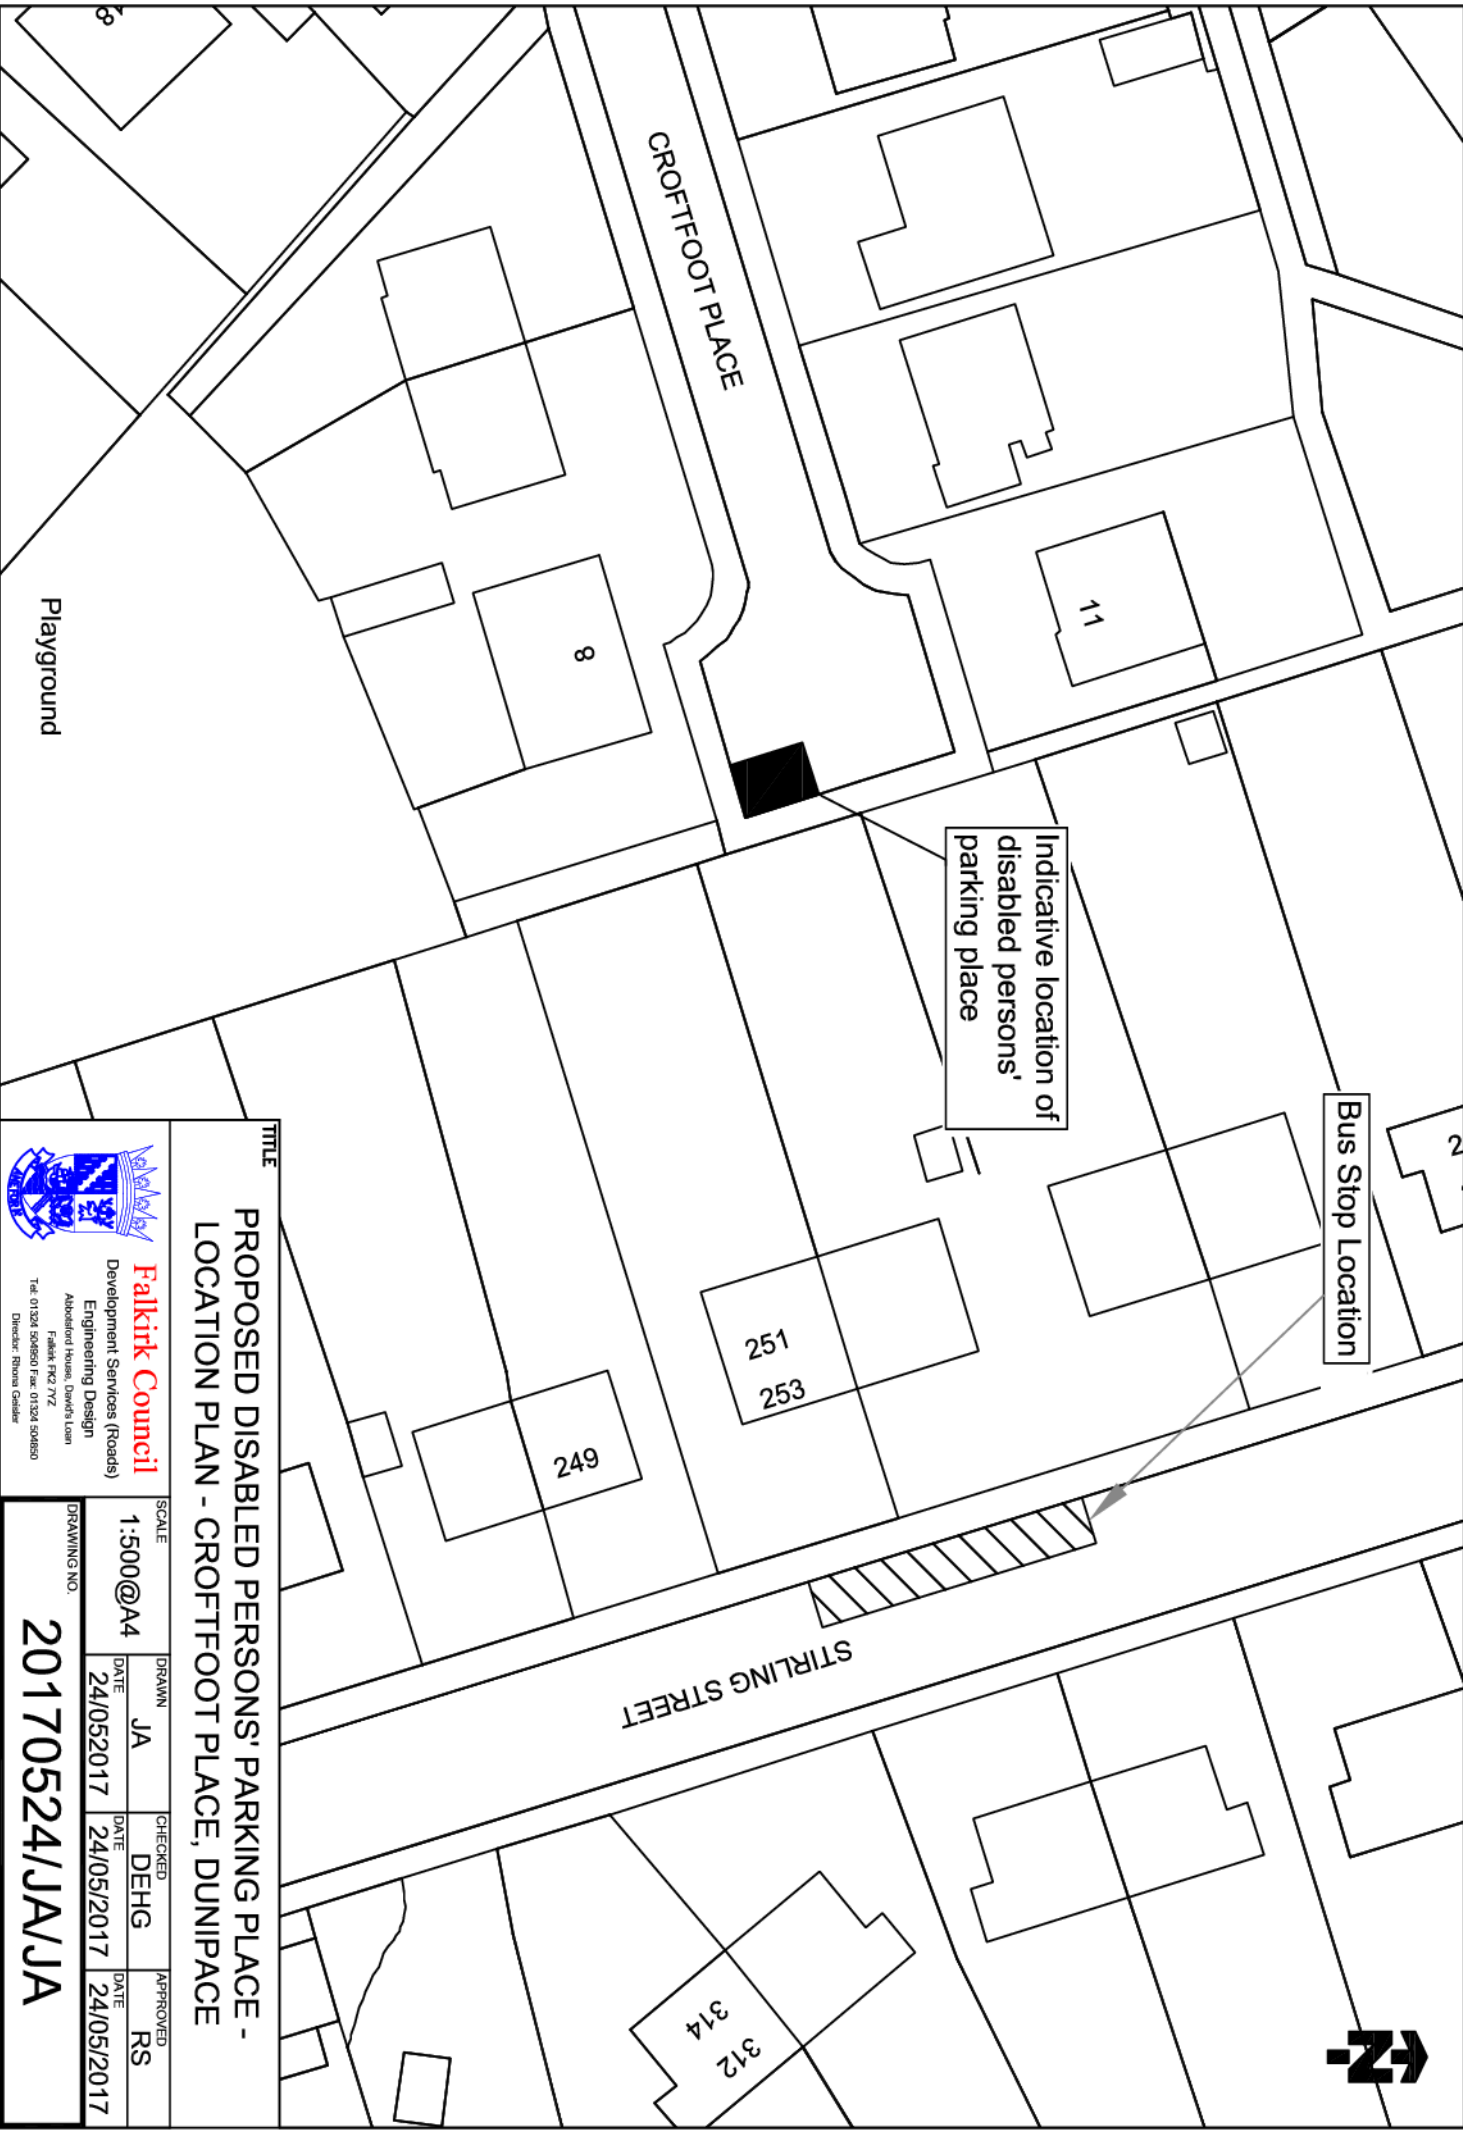 CROFTFOOT PLACE
11
8
8
Playground
Indicative location of
disabled persons'
parking place
Bus Stop Location
2
251
253
249
STIRLING STREET
314
312
N
TITLE
PROPOSED DISABLED PERSONS' PARKING PLACE -
LOCATION PLAN - CROFTFOOT PLACE, DUNIPACE
Falkirk Council
Development Services (Roads)
Engineering Design
Abbotsford House, David's Loan
Falkirk FK2 7YZ
Tel: 01324 504950 Fax: 01324 504850
Director: Rhona Geisler
SCALE
1:500@A4
DRAWN
JA
DATE
24/052017
CHECKED
DEHG
DATE
24/05/2017
APPROVED
RS
DATE
24/05/2017
DRAWING NO.
20170524/JA/JA